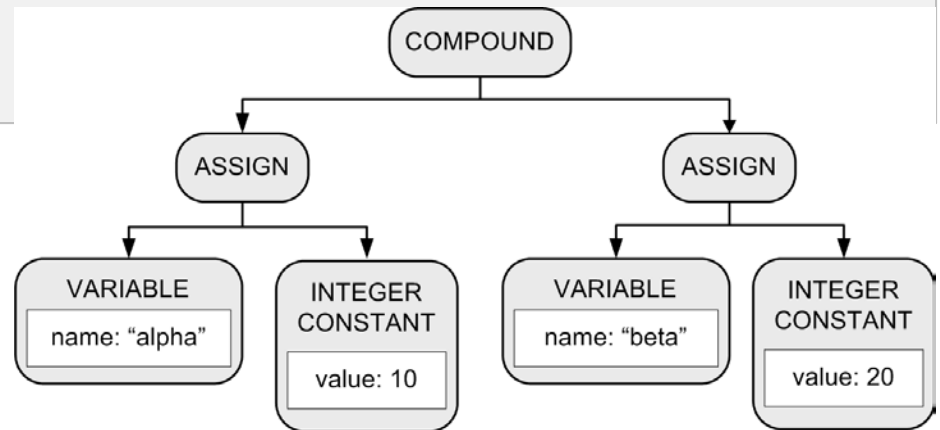 COMPOUND
ASSIGN
ASSIGN
VARIABLE
name: “alpha”
INTEGER
CONSTANT
value: 10
VARIABLE
name: “beta”
INTEGER
CONSTANT
value: 20